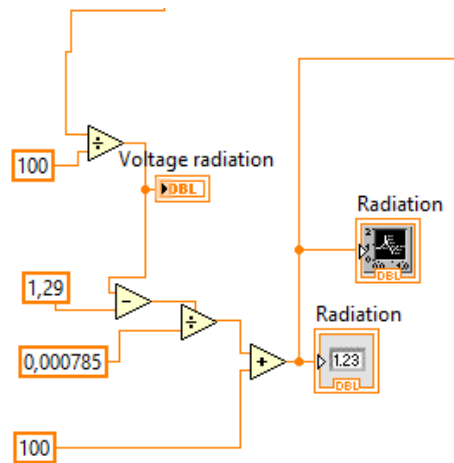 ÷
100
Voltage radiation
DBL
Radiation
DBL
1,29
-
÷
Radiation
0,000785
+
1.23
DBL
100